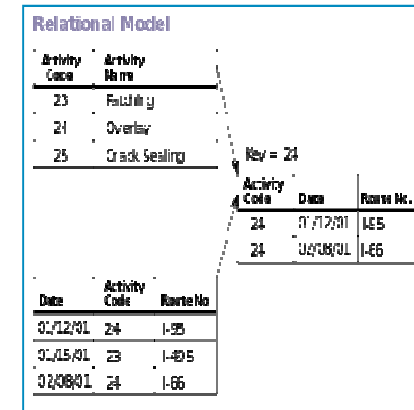 Relational Model
Activity Code Activity Name
23 Patching
24 Overlay
25 Crack Sealing
Key = 24
Activity Code Date Route No.
24 01/12/01 I-95
24 02/08/01 I-66
Date Activity Code Route No
01/12/01 24 I-95
01/15/01 23 I-495
02/08/01 24 I-66